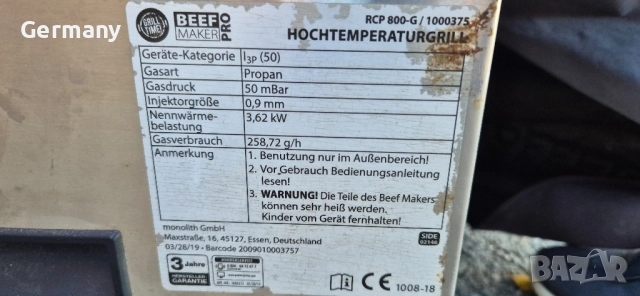 Germany
GRILL TIME!
BEEF MAKER PRO
RCP 800-G / 1000375
HOCHTEMPERATURGRILL
Geräte-Kategorie I3P (50)
Gasart Propan
Gasdruck 50 mBar
Injektorgröße 0,9 mm
Nennwärme-
belastung 3,62 kW
Gasverbrauch 258,72 g/h
Anmerkung 1. Benutzung nur im Außenbereich!
2. Vor Gebrauch Bedienungsanleitung
lesen!
3. WARNUNG! Die Teile des Beef Makers
können sehr heiß werden.
Kinder vom Gerät fernhalten!
monolith GmbH
Maxstraße, 16, 45127, Essen, Deutschland
03/28/19 • Barcode 2009010003757
SIDE
02146
3 Jahre
HERSTELLER
GARANTIE
CE 1008-18
BAZAR